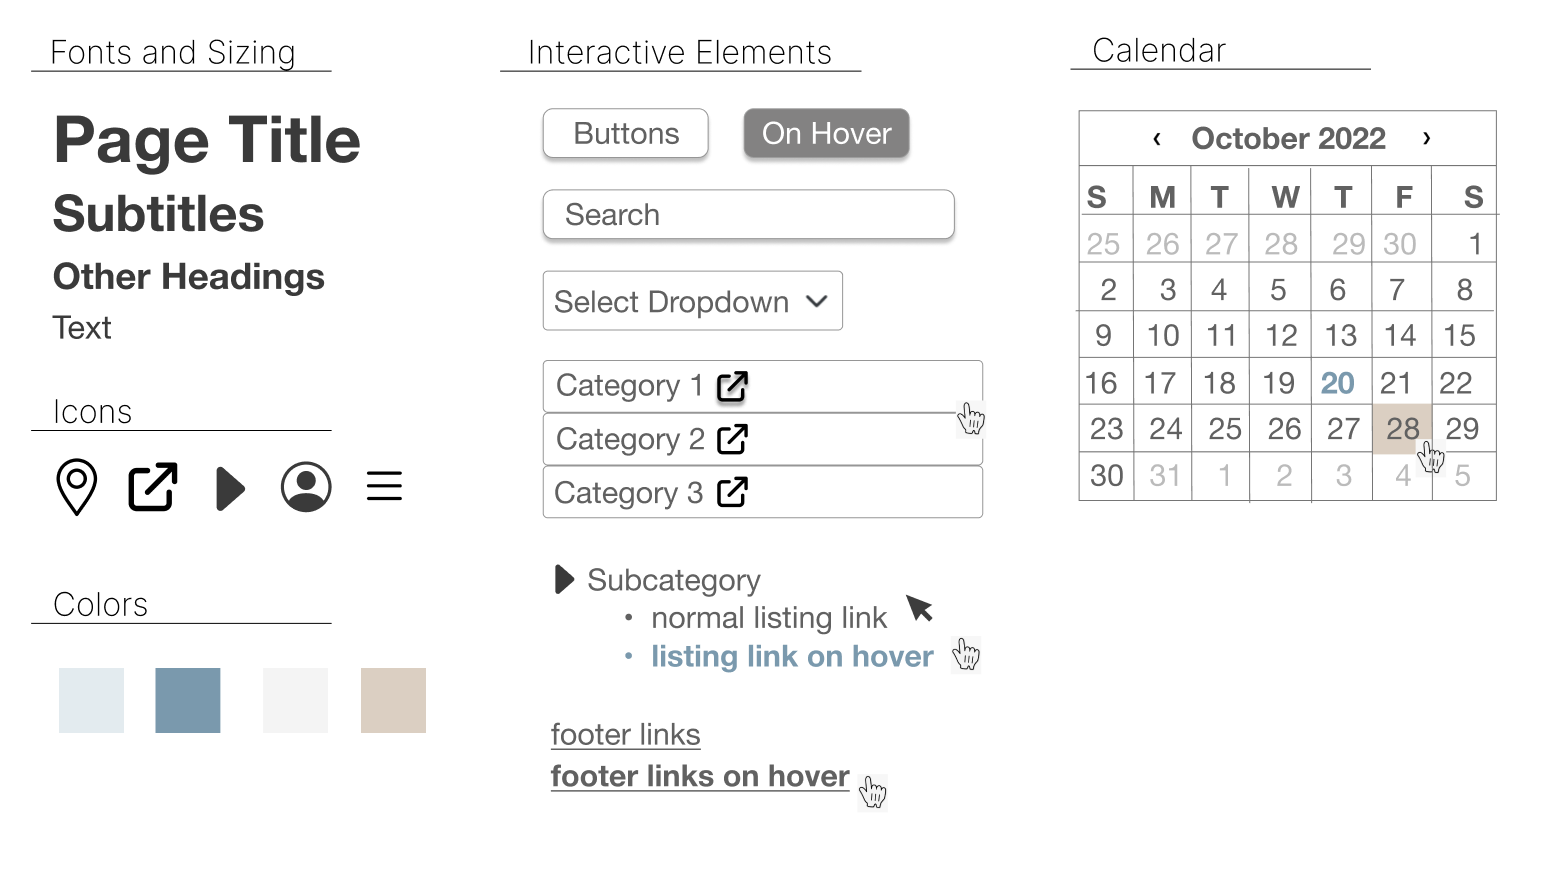 Fonts and Sizing
Page Title
Subtitles
Other Headings
Text
Icons
Colors
Interactive Elements
Buttons
On Hover
Search
Select Dropdown
Category 1
Category 2
Category 3
Subcategory
• normal listing link
• listing link on hover
footer links
footer links on hover
Calendar
‹ October 2022 ›
S M T W T F S
25 26 27 28 29 30 1
2 3 4 5 6 7 8
9 10 11 12 13 14 15
16 17 18 19 20 21 22
23 24 25 26 27 28 29
30 31 1 2 3 4 5